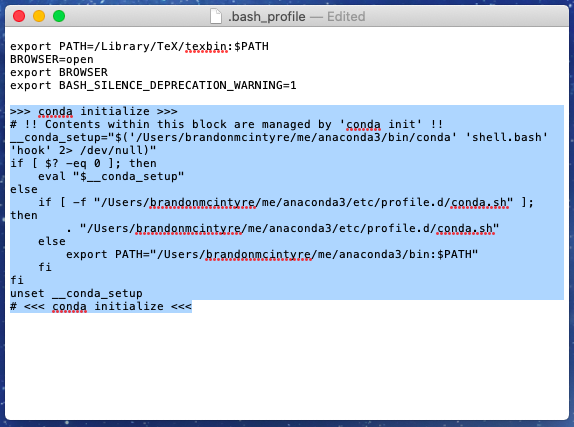 .bash_profile — Edited
export PATH=/Library/TeX/texbin:$PATH
BROWSER=open
export BROWSER
export BASH_SILENCE_DEPRECATION_WARNING=1
>>> conda initialize >>>
# !! Contents within this block are managed by 'conda init' !!
__conda_setup="$('/Users/brandonmcintyre/me/anaconda3/bin/conda' 'shell.bash'
'hook' 2> /dev/null)"
if [ $? -eq 0 ]; then
    eval "$__conda_setup"
else
    if [ -f "/Users/brandonmcintyre/me/anaconda3/etc/profile.d/conda.sh" ];
then
        . "/Users/brandonmcintyre/me/anaconda3/etc/profile.d/conda.sh"
    else
        export PATH="/Users/brandonmcintyre/me/anaconda3/bin:$PATH"
    fi
fi
unset __conda_setup
# <<< conda initialize <<<